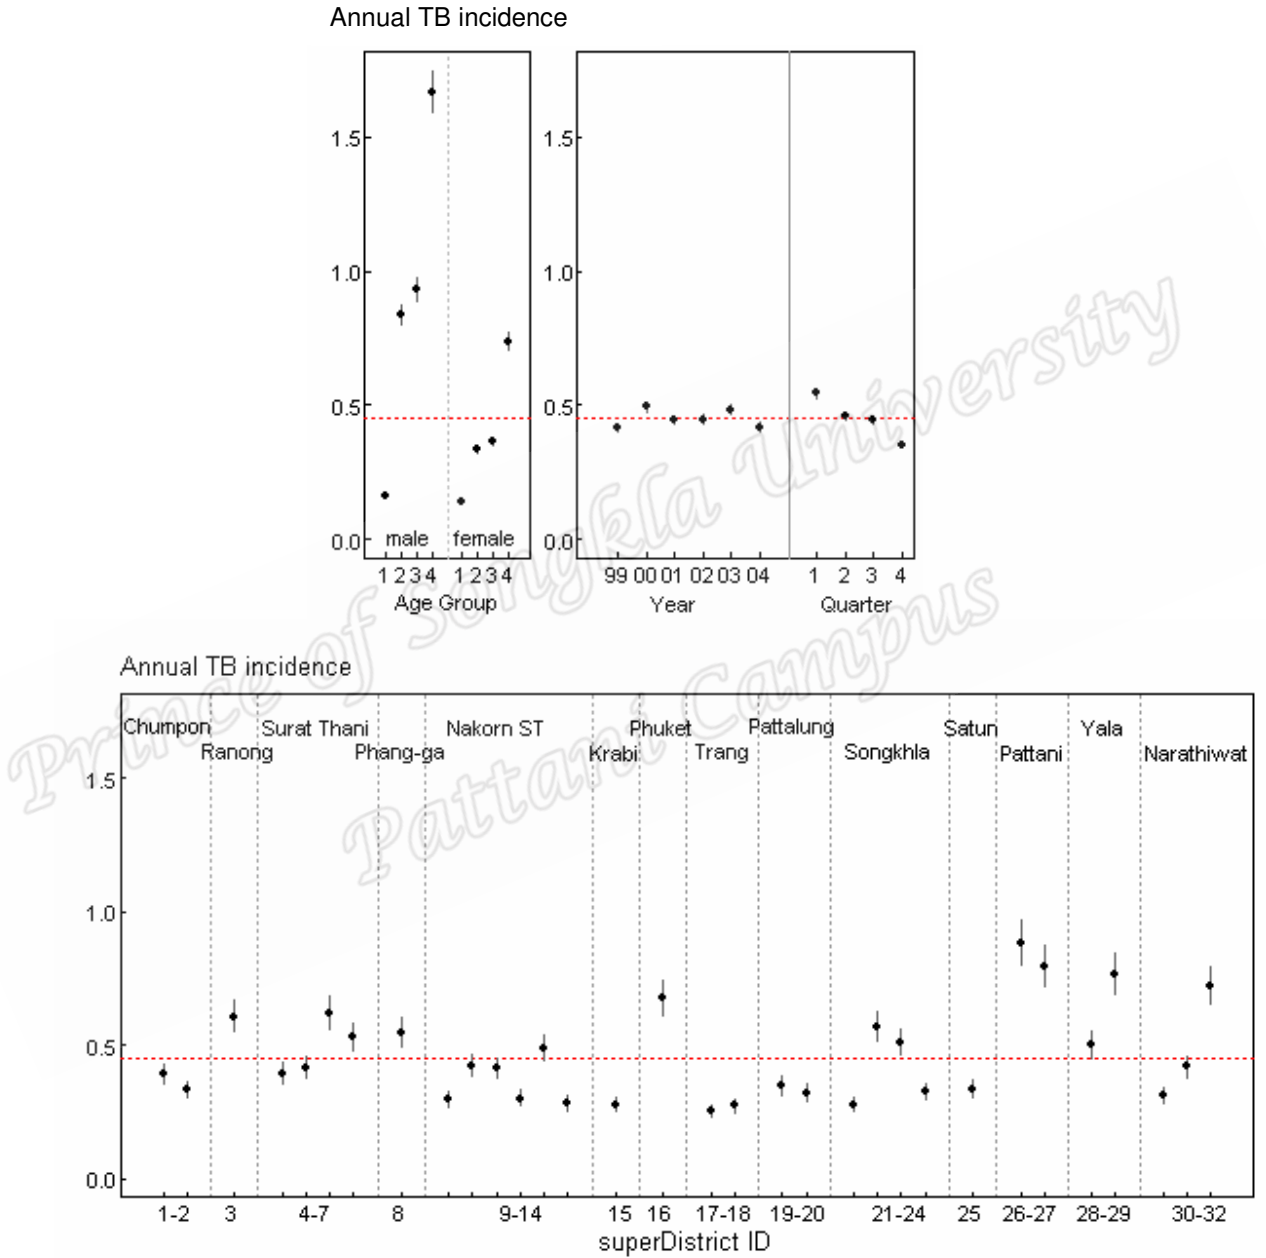 Annual TB incidence
1.5 1.5
1.0 1.0
0.5 0.5
0.0 male female 0.0
1 2 3 4 1 2 3 4 99 00 01 02 03 04 1 2 3 4
Age Group Year Quarter
Prince of Songkla University
Pattani Campus
Annual TB incidence
Chumpon Surat Thani Nakorn ST Phuket Pattalung Satun Yala
Ranong Phang-ga Krabi Trang Songkhla Pattani Narathiwat
1.5
1.0
0.5
0.0
1-2 3 4-7 8 9-14 15 16 17-18 19-20 21-24 25 26-27 28-29 30-32
superDistrict ID